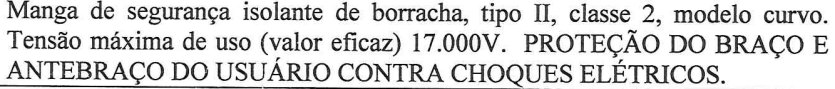 Manga de segurança isolante de borracha, tipo II, classe 2, modelo curvo.
Tensão máxima de uso (valor eficaz) 17.000V. PROTEÇÃO DO BRAÇO E
ANTEBRAÇO DO USUÁRIO CONTRA CHOQUES ELÉTRICOS.